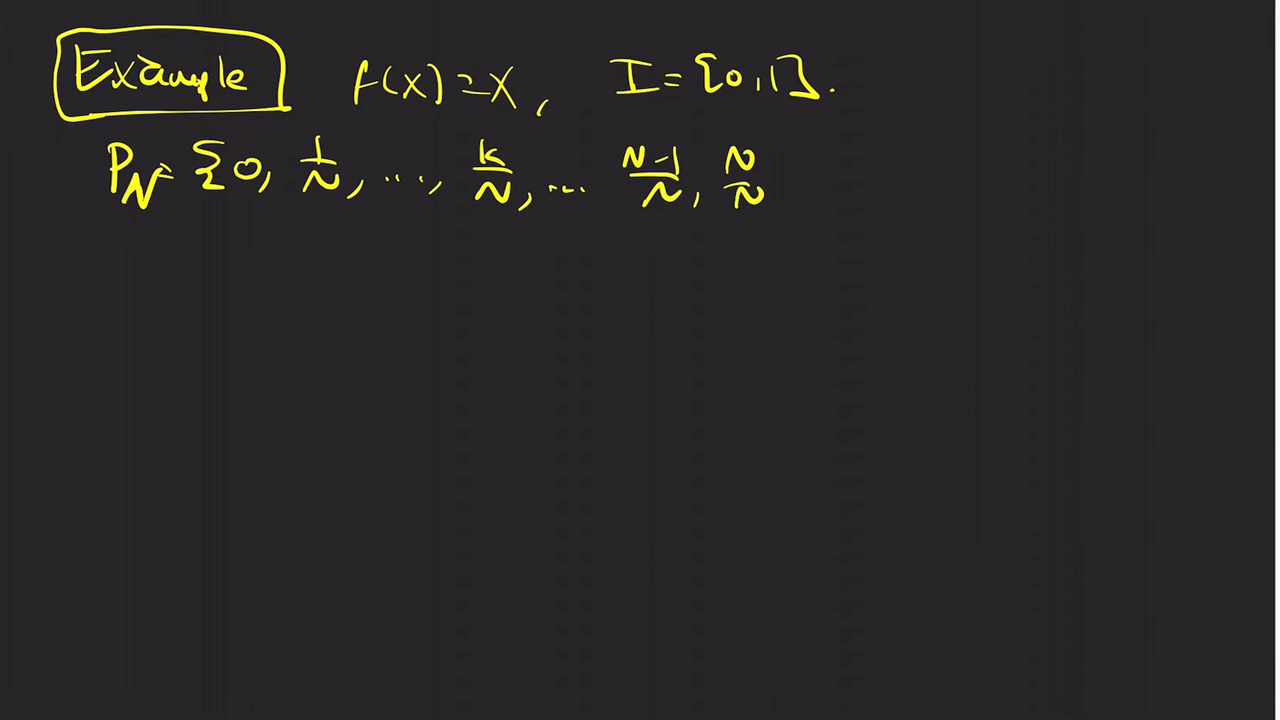 Example f(x) = x, I = [0,1].
P_N = {0, 1/N, ..., k/N, ... N-1/N, N/N